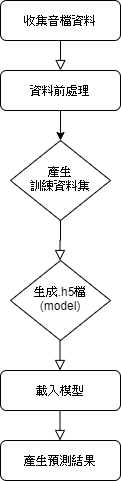 收集音檔資料
資料前處理
產生
訓練資料集
生成.h5檔
(model)
載入模型
產生預測結果